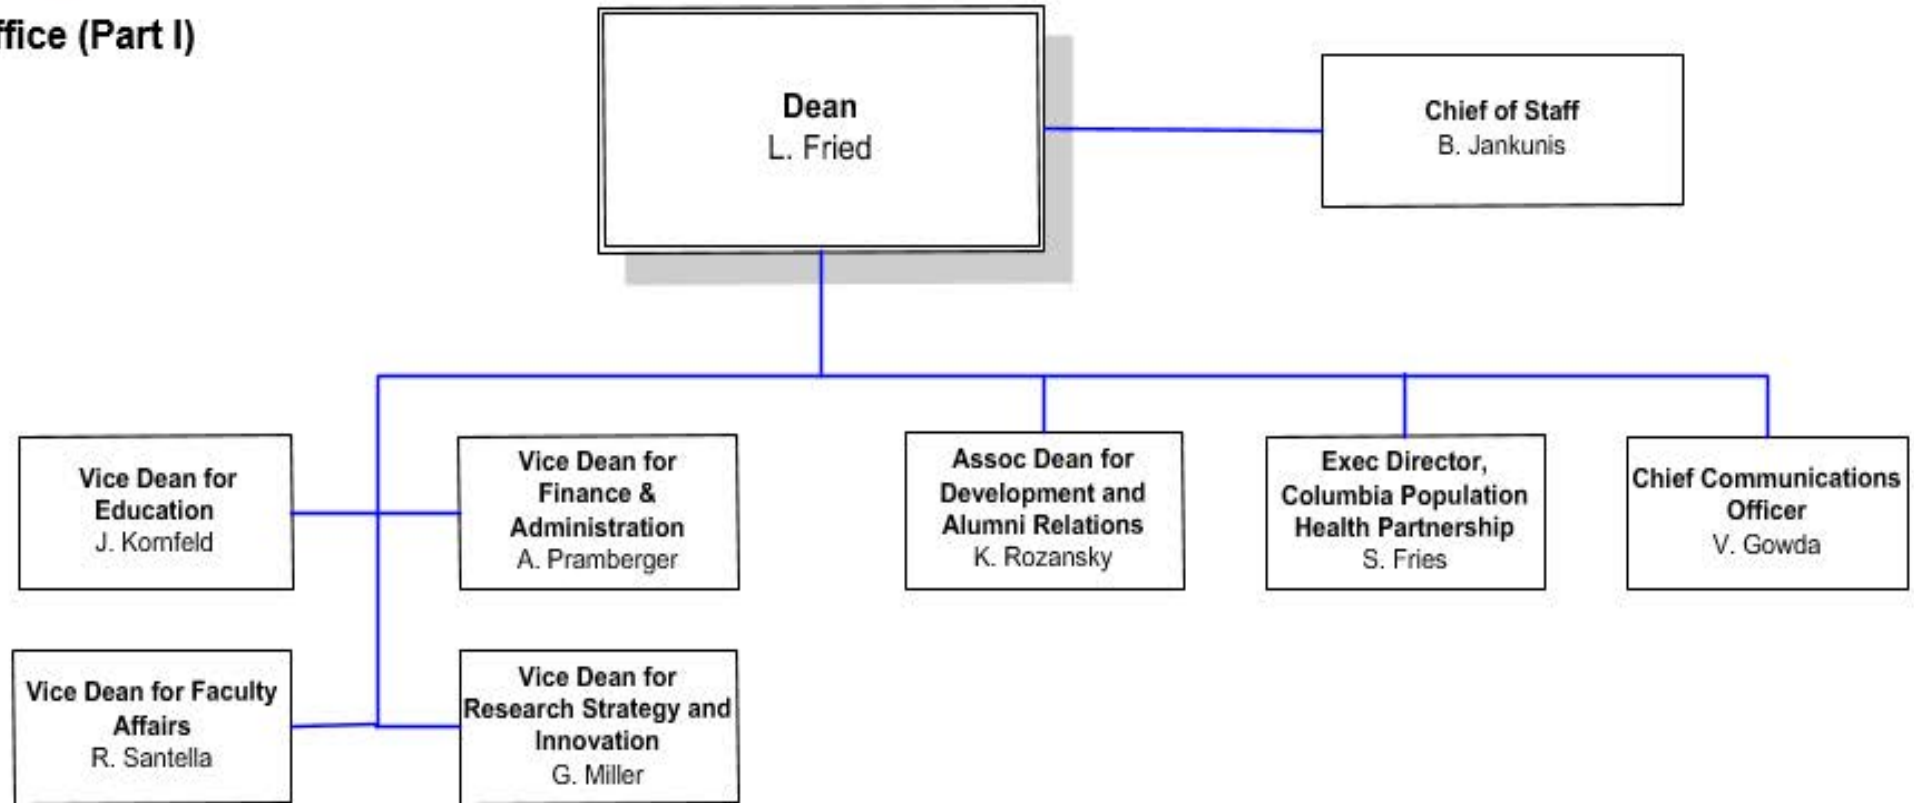 ffice (Part I)
Dean
L. Fried
Chief of Staff
B. Jankunis
Vice Dean for
Education
J. Kornfeld
Vice Dean for
Finance &
Administration
A. Pramberger
Assoc Dean for
Development and
Alumni Relations
K. Rozansky
Exec Director,
Columbia Population
Health Partnership
S. Fries
Chief Communications
Officer
V. Gowda
Vice Dean for Faculty
Affairs
R. Santella
Vice Dean for
Research Strategy and
Innovation
G. Miller